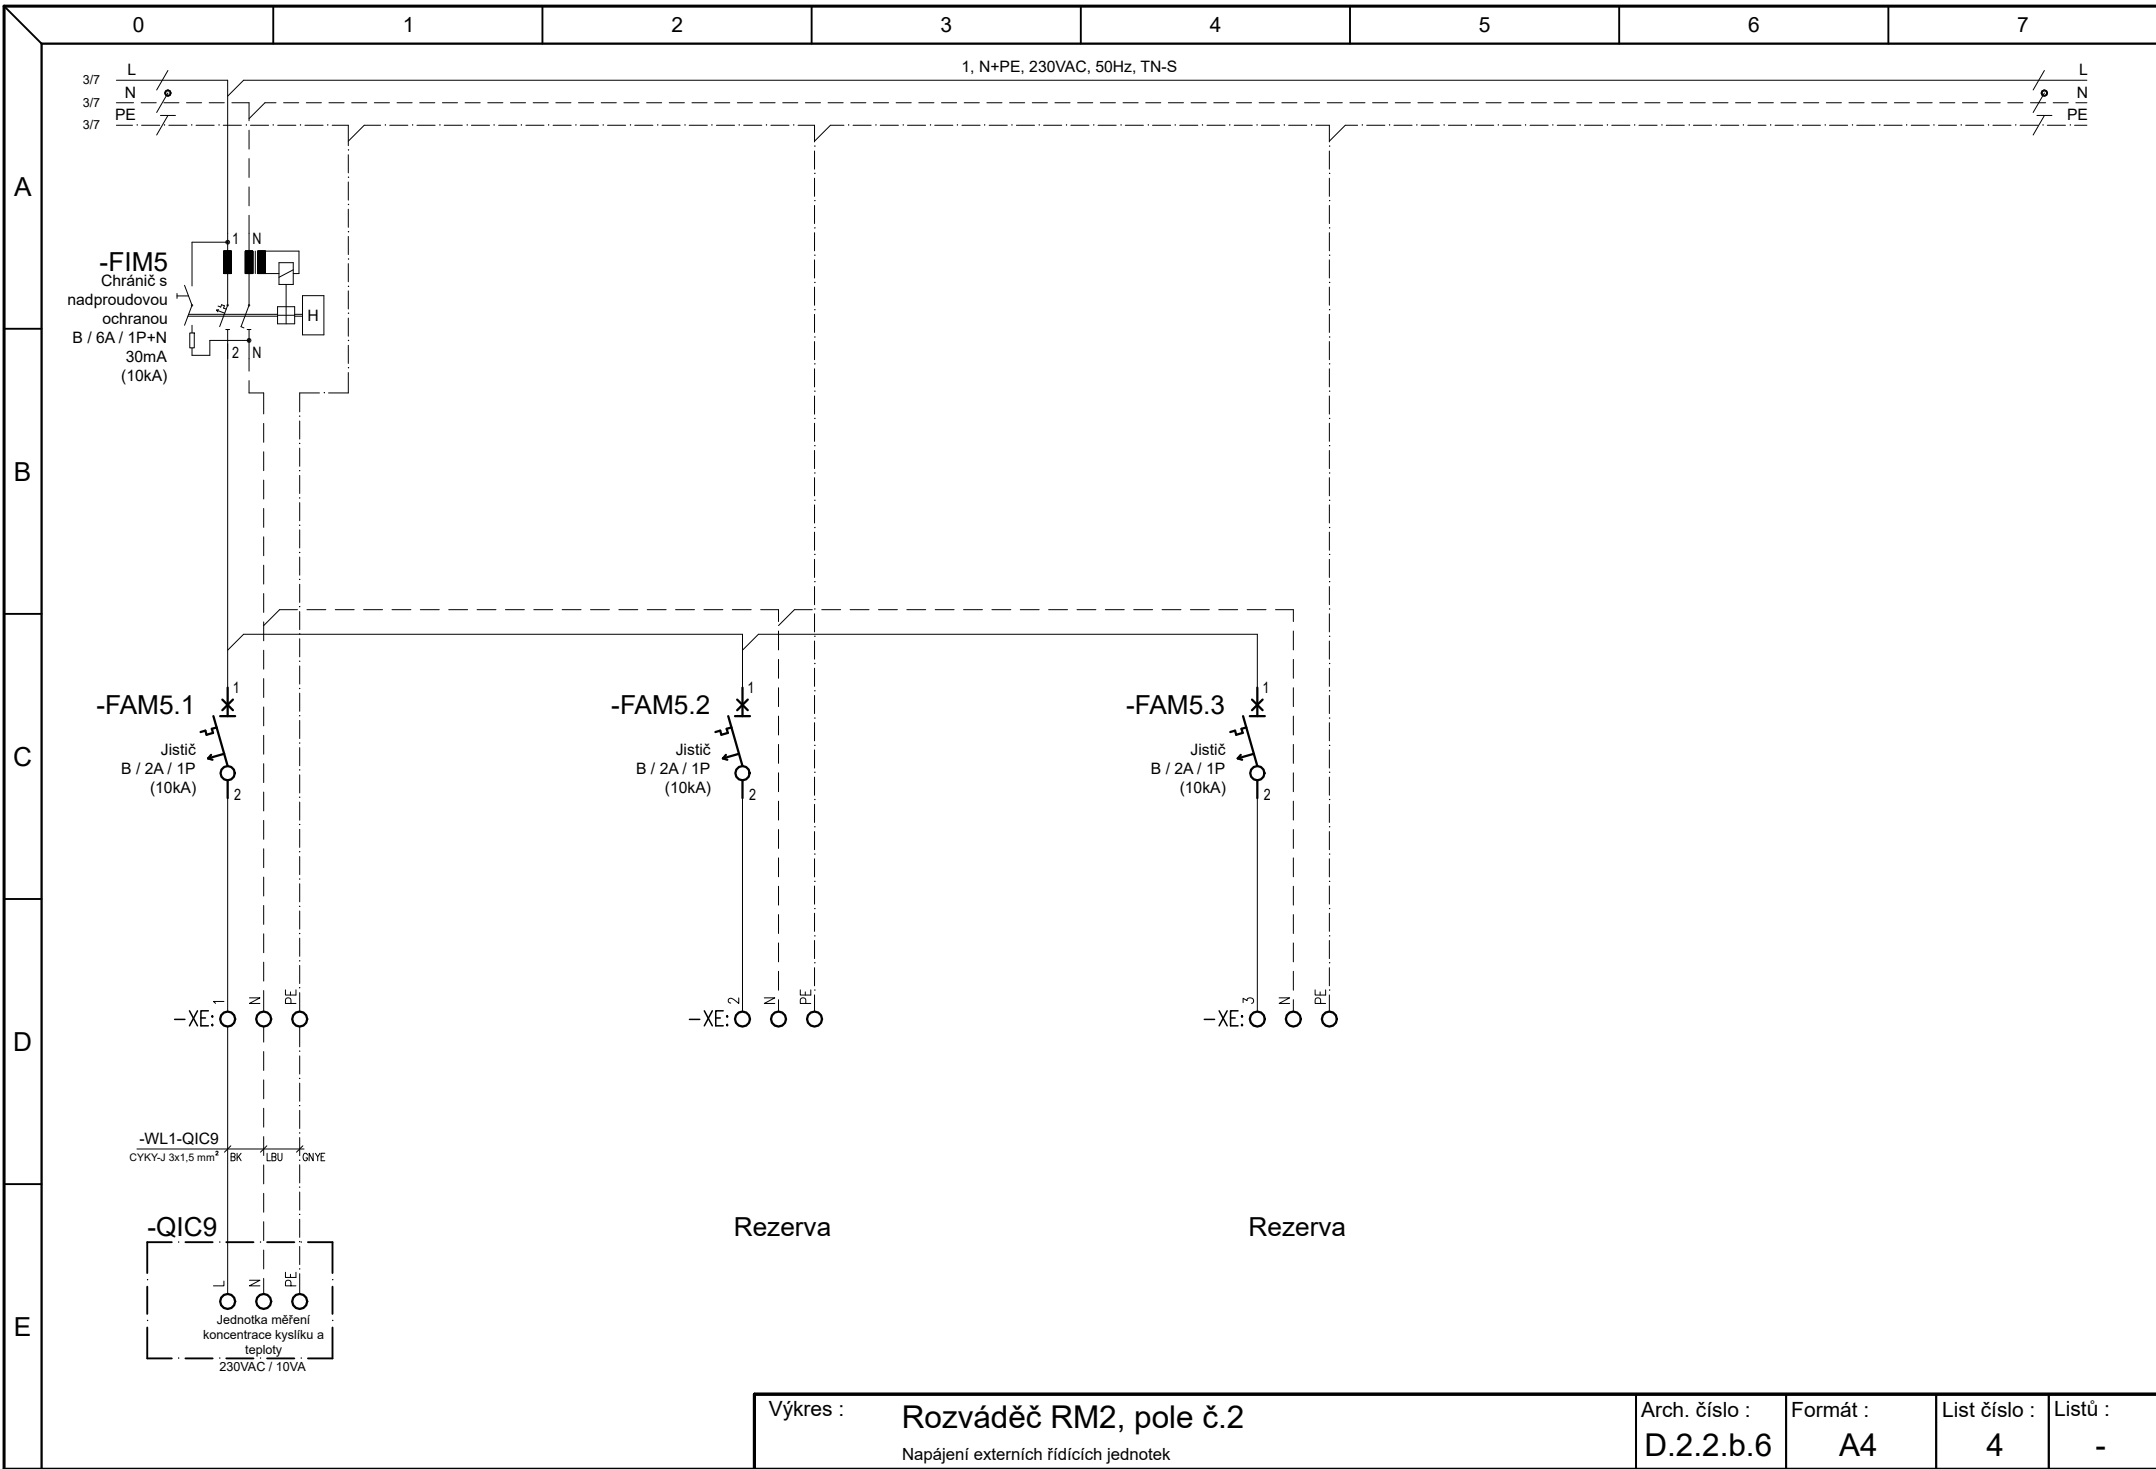 0 1 2 3 4 5 6 7
1, N+PE, 230VAC, 50Hz, TN-S
3/7 L L
3/7 N N
3/7 PE PE
A
1 N
-FIM5
Chránič s
nadproudovou
ochranou
B / 6A / 1P+N
30mA
(10kA)
H
2 N
B
-FAM5.1
1
Jistič
B / 2A / 1P
(10kA)
2
-FAM5.2
1
Jistič
B / 2A / 1P
(10kA)
2
-FAM5.3
1
Jistič
B / 2A / 1P
(10kA)
2
C
1 N PE
-XE:
2 N PE
-XE:
3 N PE
-XE:
D
-WL1-QIC9
CYKY-J 3x1,5 mm² BK LBU GNYE
-QIC9
L N PE
Jednotka měření
koncentrace kyslíku a
teploty
230VAC / 10VA
Rezerva
Rezerva
E
Výkres : Rozváděč RM2, pole č.2
Napájení externích řídících jednotek
Arch. číslo :
D.2.2.b.6
Formát :
A4
List číslo :
4
Listů :
-